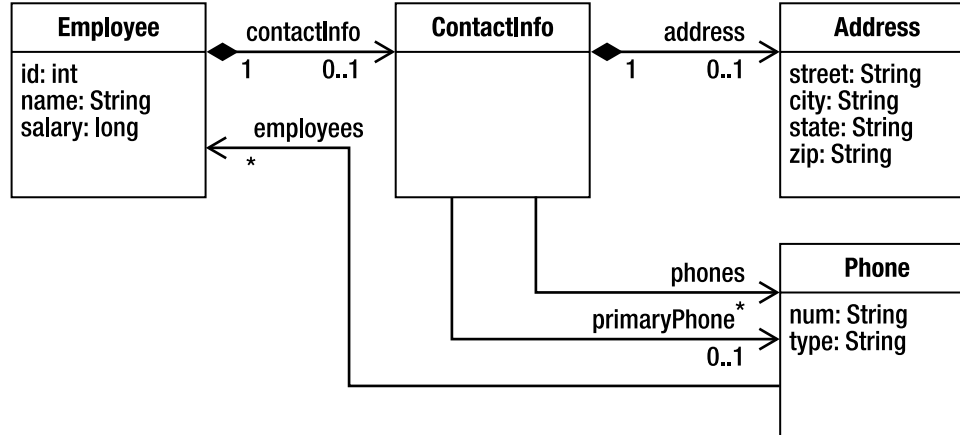 Employee
id: int
name: String
salary: long
contactInfo
1
0..1
ContactInfo
address
1
0..1
Address
street: String
city: String
state: String
zip: String
employees
*
phones
*
primaryPhone
0..1
Phone
num: String
type: String